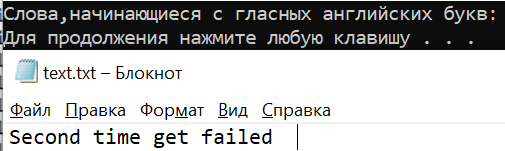 Слова,начинающиеся с гласных английских букв:
Для продолжения нажмите любую клавишу . . .
text.txt – Блокнот
Файл Правка Формат Вид Справка
Second time get failed